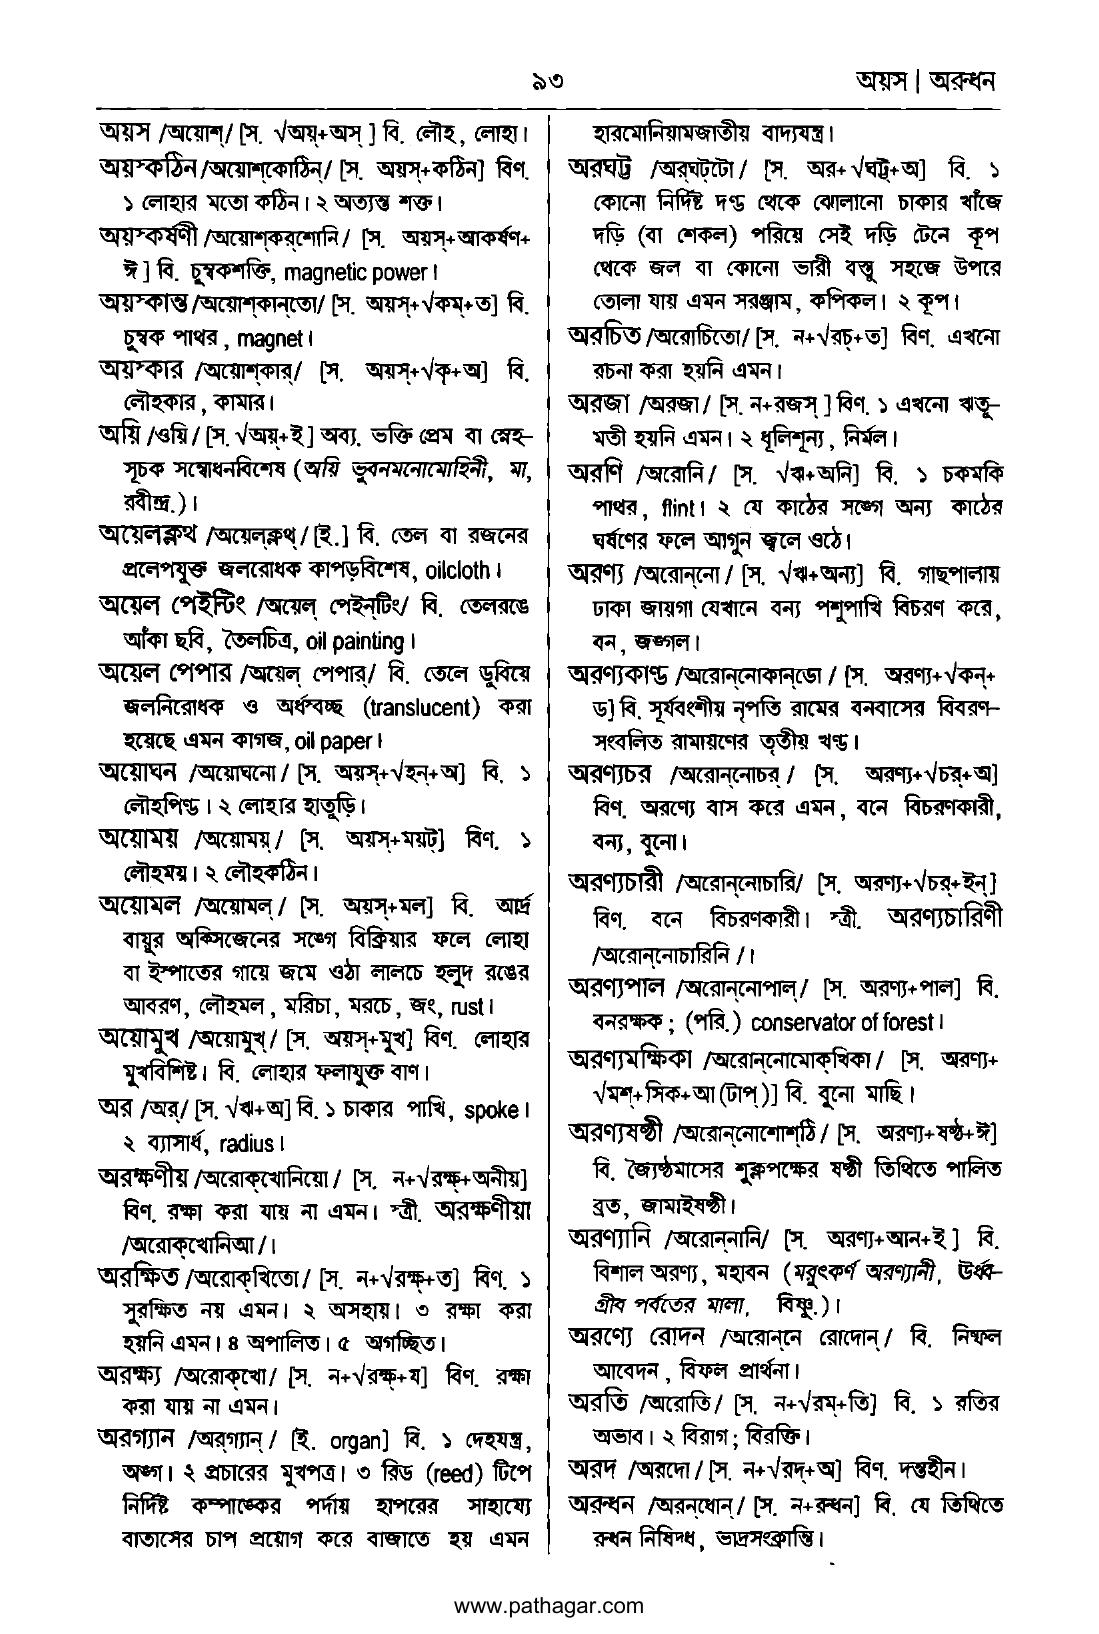 ৯৩
অয়স | অরুন্ধন
অয়স /অয়োশ্/ [স. √অয়্+অস্ ] বি. লৌহ, লোহা।
অয়স্কঠিন /অয়োশ্‌কোঠিন্/ [স. অয়স্+কঠিন] বিণ.
১ লোহার মতো কঠিন। ২ অত্যন্ত শক্ত।
অয়স্কর্ষণী /অয়োশ্‌কর্‌শোনি/ [স. অয়স্+আকর্ষণ+
ঈ ] বি. চুম্বকশক্তি, magnetic power।
অয়স্কান্ত /অয়োশ্‌কান্‌তো/ [স. অয়স্+√কম্+ত] বি.
চুম্বক পাথর, magnet।
অয়স্কার /অয়োশ্‌কার্/ [স. অয়স্+√কৃ+অ] বি.
লৌহকার, কামার।
অয়ি /ওয়ি/ [স. √অয়্+ই] অব্য. ভক্তি প্রেম বা স্নেহ-
সূচক সম্বোধনবিশেষ (অয়ি ভুবনমনোমোহিনী, মা,
রবীন্দ্র.)।
অয়েলক্লথ /অয়েল্‌ক্লথ্/ [ই.] বি. তেল বা রজনের
প্রলেপযুক্ত জলরোধক কাপড়বিশেষ, oilcloth।
অয়েল পেইন্টিং /অয়েল্ পেইন্‌টিং/ বি. তেলরঙে
আঁকা ছবি, তৈলচিত্র, oil painting।
অয়েল পেপার /অয়েল্ পেপার্/ বি. তেলে ডুবিয়ে
জলনিরোধক ও অর্ধস্বচ্ছ (translucent) করা
হয়েছে এমন কাগজ, oil paper।
অয়োঘন /অয়োঘনো/ [স. অয়স্+√হন্+অ] বি. ১
লৌহপিণ্ড। ২ লোহার হাতুড়ি।
অয়োময় /অয়োময়্/ [স. অয়স্+ময়ট্] বিণ. ১
লৌহময়। ২ লৌহকঠিন।
অয়োমল /অয়োমল্/ [স. অয়স্+মল] বি. আর্দ্র
বায়ুর অক্সিজেনের সঙ্গে বিক্রিয়ার ফলে লোহা
বা ইস্পাতের গায়ে জমে ওঠা লালচে হলুদ রঙের
আবরণ, লৌহমল, মরিচা, মরচে, জং, rust।
অয়োমুখ /অয়োমুখ্/ [স. অয়স্+মুখ] বিণ. লোহার
মুখবিশিষ্ট। বি. লোহার ফলাযুক্ত বাণ।
অর /অর্/ [স. √ঋ+অ] বি. ১ চাকার পাখি, spoke।
২ ব্যাসার্ধ, radius।
অরক্ষণীয় /অরোক্‌খোনিয়ো/ [স. ন+√রক্ষ্+অনীয়]
বিণ. রক্ষা করা যায় না এমন। স্ত্রী. অরক্ষণীয়া
/অরোক্‌খোনিআ/।
অরক্ষিত /অরোক্‌খিতো/ [স. ন+√রক্ষ্+ত] বিণ. ১
সুরক্ষিত নয় এমন। ২ অসহায়। ৩ রক্ষা করা
হয়নি এমন। ৪ অপালিত। ৫ অগচ্ছিত।
অরক্ষ্য /অরোক্‌খো/ [স. ন+√রক্ষ্+য] বিণ. রক্ষা
করা যায় না এমন।
অরগ্যান /অর্‌গ্যান্/ [ই. organ] বি. ১ দেহযন্ত্র,
অঙ্গ। ২ প্রচারের মুখপত্র। ৩ রিড (reed) টিপে
নির্দিষ্ট কম্পাঙ্কের পর্দায় হাপরের সাহায্যে
বাতাসের চাপ প্রয়োগ করে বাজাতে হয় এমন
হারমোনিয়ামজাতীয় বাদ্যযন্ত্র।
অরঘট্ট /অর্‌ঘট্‌টো/ [স. অর+√ঘট্ট্+অ] বি. ১
কোনো নির্দিষ্ট দণ্ড থেকে ঝোলানো চাকার খাঁজে
দড়ি (বা শেকল) পরিয়ে সেই দড়ি টেনে কূপ
থেকে জল বা কোনো ভারী বস্তু সহজে উপরে
তোলা যায় এমন সরঞ্জাম, কপিকল। ২ কূপ।
অরচিত /অরোচিতো/ [স. ন+√রচ্+ত] বিণ. এখনো
রচনা করা হয়নি এমন।
অরজা /অরজা/ [স. ন+রজস্ ] বিণ. ১ এখনো ঋতু-
মতী হয়নি এমন। ২ ধূলিশূন্য, নির্মল।
অরণি /অরোনি/ [স. √ঋ+অনি] বি. ১ চকমকি
পাথর, flint। ২ যে কাঠের সঙ্গে অন্য কাঠের
ঘর্ষণের ফলে আগুন জ্বলে ওঠে।
অরণ্য /অরোন্‌নো/ [স. √ঋ+অন্য] বি. গাছপালায়
ঢাকা জায়গা যেখানে বন্য পশুপাখি বিচরণ করে,
বন, জঙ্গল।
অরণ্যকাণ্ড /অরোন্‌নোকান্‌ডো/ [স. অরণ্য+√কন্+
ড] বি. সূর্যবংশীয় নৃপতি রামের বনবাসের বিবরণ-
সংবলিত রামায়ণের তৃতীয় খণ্ড।
অরণ্যচর /অরোন্‌নোচর্/ [স. অরণ্য+√চর্+অ]
বিণ. অরণ্যে বাস করে এমন, বনে বিচরণকারী,
বন্য, বুনো।
অরণ্যচারী /অরোন্‌নোচারি/ [স. অরণ্য+√চর্+ইন্]
বিণ. বনে বিচরণকারী। স্ত্রী. অরণ্যচারিণী
/অরোন্‌নোচারিনি/।
অরণ্যপাল /অরোন্‌নোপাল্/ [স. অরণ্য+পাল] বি.
বনরক্ষক; (পরি.) conservator of forest।
অরণ্যমক্ষিকা /অরোন্‌নোমোক্‌খিকা/ [স. অরণ্য+
√মশ্+সিক+আ(টাপ্)] বি. বুনো মাছি।
অরণ্যষষ্ঠী /অরোন্‌নোশোশ্‌ঠি/ [স. অরণ্য+ষষ্ঠ+ঈ]
বি. জ্যৈষ্ঠমাসের শুক্লপক্ষের ষষ্ঠী তিথিতে পালিত
ব্রত, জামাইষষ্ঠী।
অরণ্যানি /অরোন্‌নানি/ [স. অরণ্য+আন+ই ] বি.
বিশাল অরণ্য, মহাবন (মরুৎকর্ণ অরণ্যানী, ঊর্ধ্ব-
গ্রীব পর্বতের মালা, বিষ্ণু.)।
অরণ্যে রোদন /অরোন্‌নে রোদোন্/ বি. নিষ্ফল
আবেদন, বিফল প্রার্থনা।
অরতি /অরোতি/ [স. ন+√রম্+তি] বি. ১ রতির
অভাব। ২ বিরাগ; বিরক্তি।
অরদ /অরদো/ [স. ন+√রদ্+অ] বিণ. দন্তহীন।
অরন্ধন /অরন্‌ধোন্/ [স. ন+রন্ধন] বি. যে তিথিতে
রন্ধন নিষিদ্ধ, ভাদ্রসংক্রান্তি।
www.pathagar.com